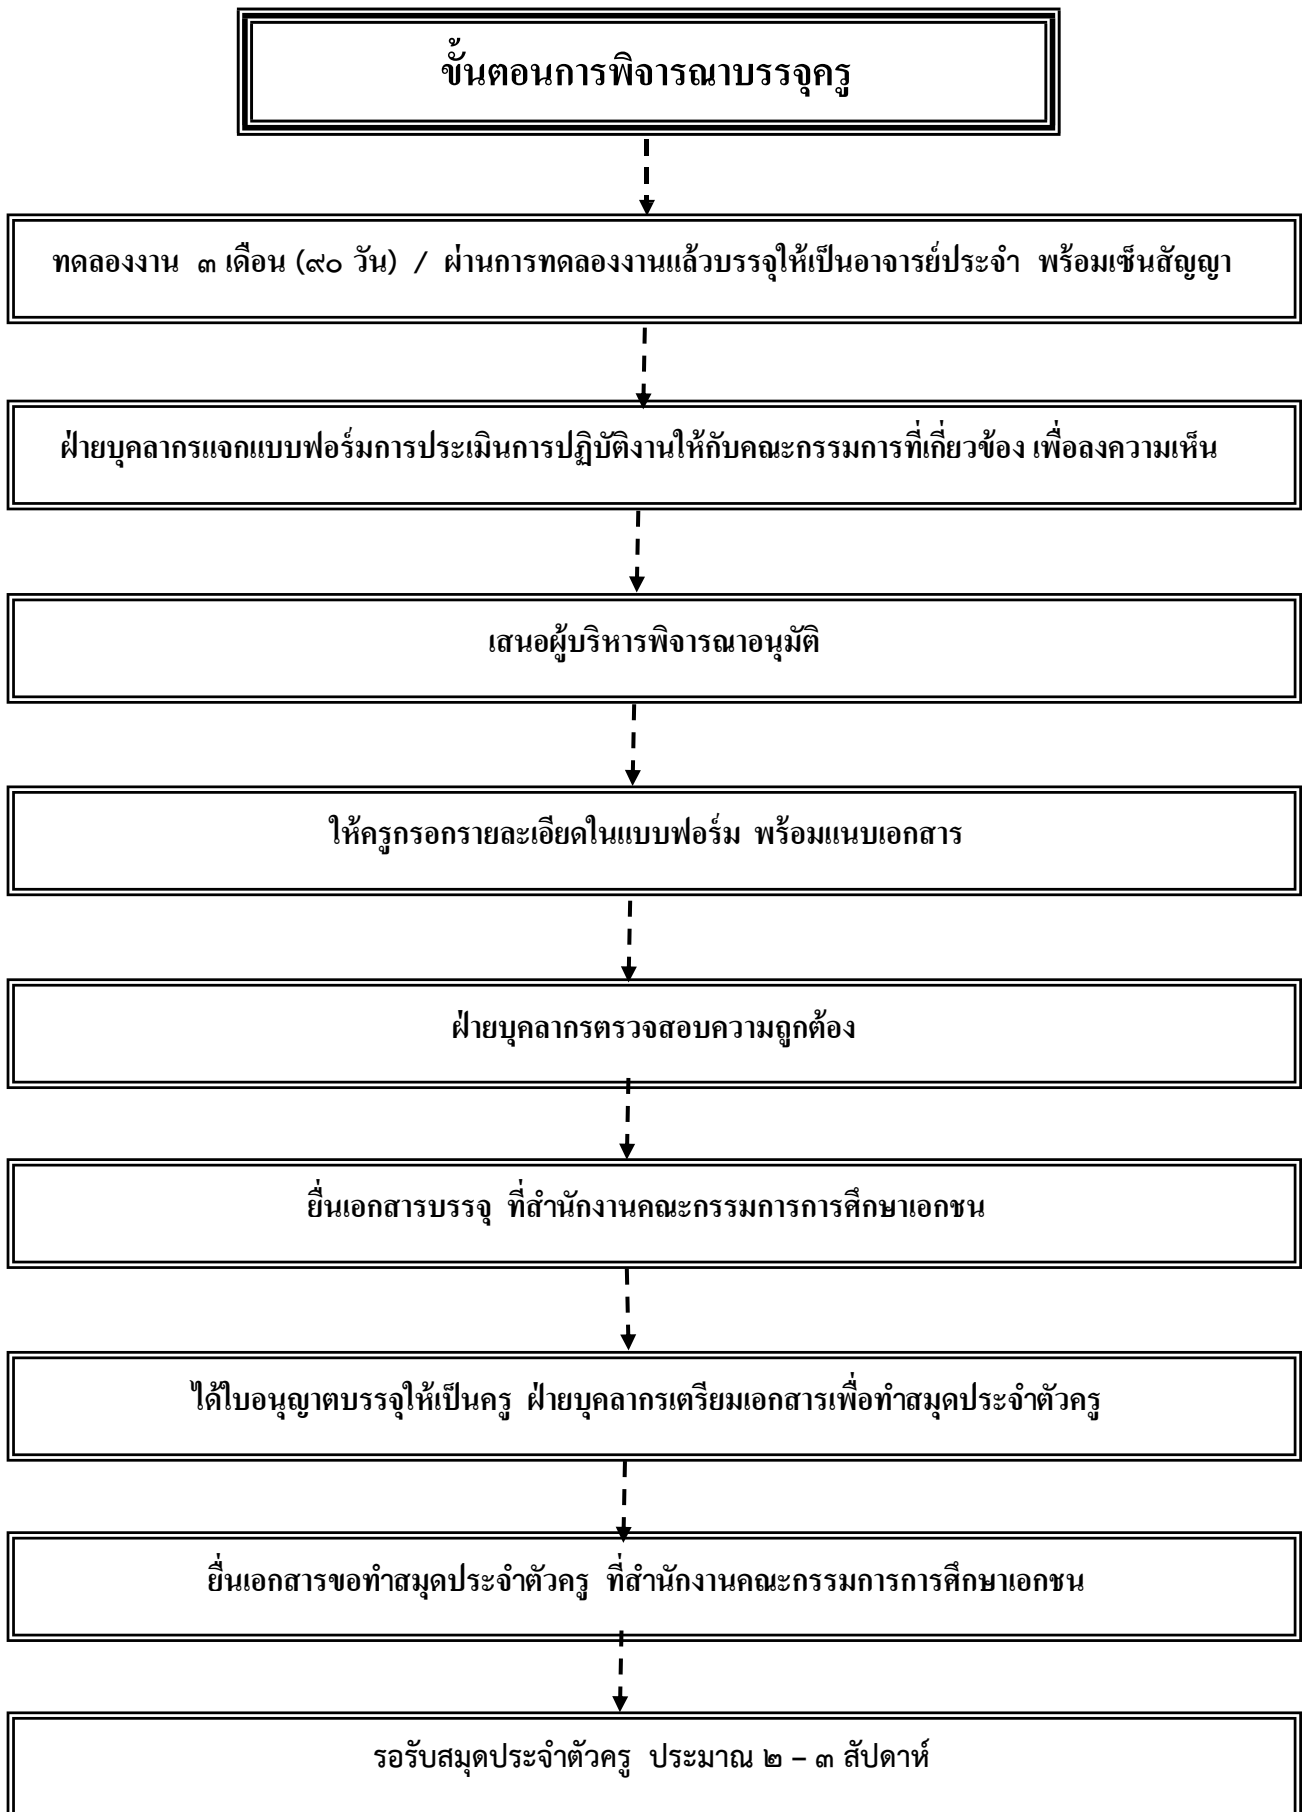 ขั้นตอนการพิจารณาบรรจุครู
ทดลองงาน ๓ เดือน (๙๐ วัน) / ผ่านการทดลองงานแล้วบรรจุให้เป็นอาจารย์ประจำ พร้อมเซ็นสัญญา
ฝ่ายบุคลากรแจกแบบฟอร์มการประเมินการปฏิบัติงานให้กับคณะกรรมการที่เกี่ยวข้อง เพื่อลงความเห็น
เสนอผู้บริหารพิจารณาอนุมัติ
ให้ครูกรอกรายละเอียดในแบบฟอร์ม พร้อมแนบเอกสาร
ฝ่ายบุคลากรตรวจสอบความถูกต้อง
ยื่นเอกสารบรรจุ ที่สำนักงานคณะกรรมการการศึกษาเอกชน
ได้ใบอนุญาตบรรจุให้เป็นครู ฝ่ายบุคลากรเตรียมเอกสารเพื่อทำสมุดประจำตัวครู
ยื่นเอกสารขอทำสมุดประจำตัวครู ที่สำนักงานคณะกรรมการการศึกษาเอกชน
รอรับสมุดประจำตัวครู ประมาณ ๒ – ๓ สัปดาห์